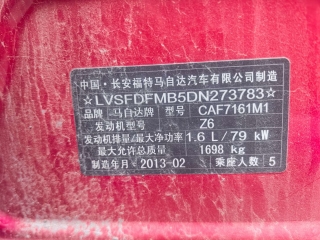 中国·长安福特马自达汽车有限公司制造
☆LVSFDFMB5DN273783☆
品牌 马自达牌 型号 CAF7161M1
发动机型号 Z6
发动机排量/最大净功率 1.6 L/79 kW
最大允许总质量 1698 kg
制造年月 2013-02 乘座人数 5